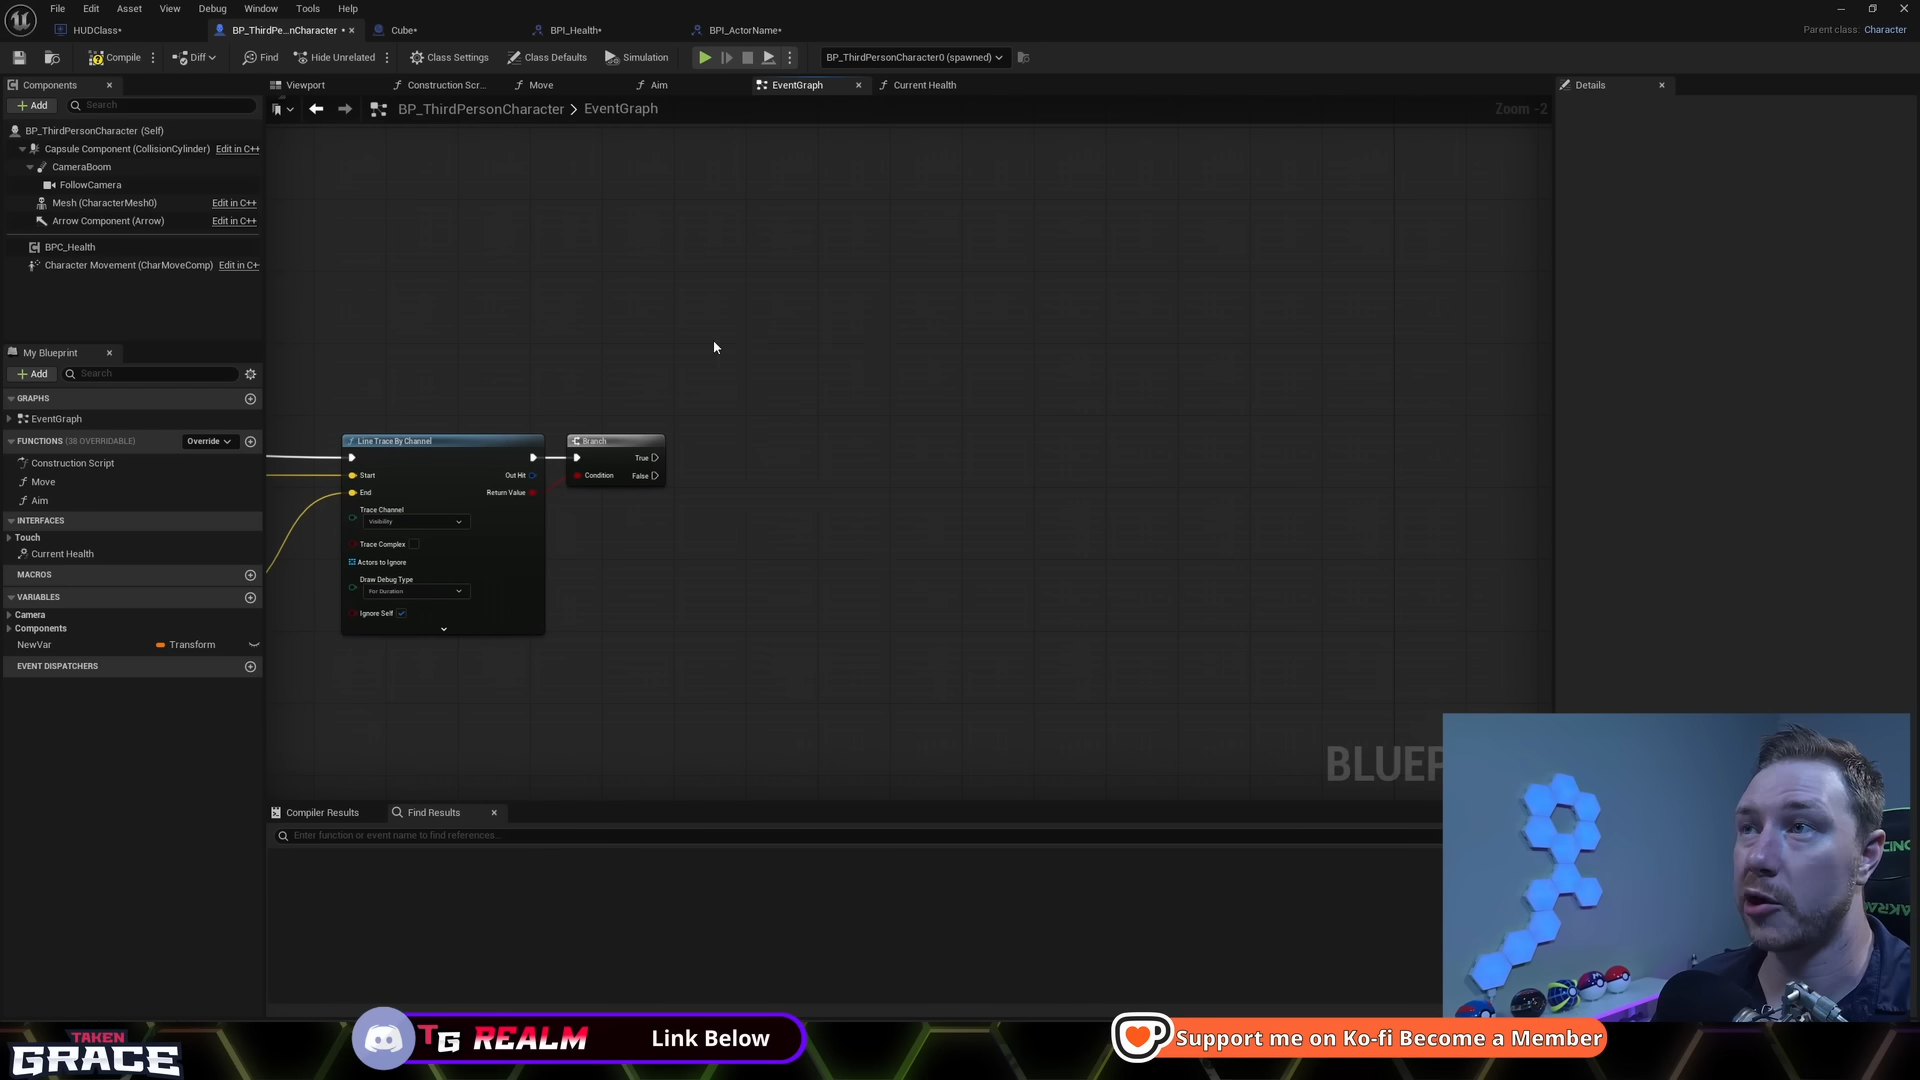 File Edit Asset View Debug Window Tools Help
HUDClass*
BP_ThirdPe...nCharacter •
Cube*
BPI_Health*
BPI_ActorName*
Parent class: Character
Compile
Diff
Find
Hide Unrelated
Class Settings
Class Defaults
Simulation
BP_ThirdPersonCharacter0 (spawned)
Components
Viewport
Construction Scr...
Move
Aim
EventGraph
Current Health
Details
Add
Search
BP_ThirdPersonCharacter > EventGraph
Zoom -2
BP_ThirdPersonCharacter (Self)
Capsule Component (CollisionCylinder) Edit in C++
CameraBoom
FollowCamera
Mesh (CharacterMesh0) Edit in C++
Arrow Component (Arrow) Edit in C++
BPC_Health
Character Movement (CharMoveComp) Edit in C+
My Blueprint
Add
Search
GRAPHS
EventGraph
FUNCTIONS (38 OVERRIDABLE) Override
Construction Script
Move
Aim
INTERFACES
Touch
Current Health
MACROS
VARIABLES
Camera
Components
NewVar Transform
EVENT DISPATCHERS
Line Trace By Channel
Start
Out Hit
End
Return Value
Trace Channel
Visibility
Trace Complex
Actors to Ignore
Draw Debug Type
For Duration
Ignore Self
Branch
True
Condition False
BLUEP
Compiler Results
Find Results
Enter function or event name to find references...
TAKEN
GRACE
TG REALM Link Below
Support me on Ko-fi Become a Member